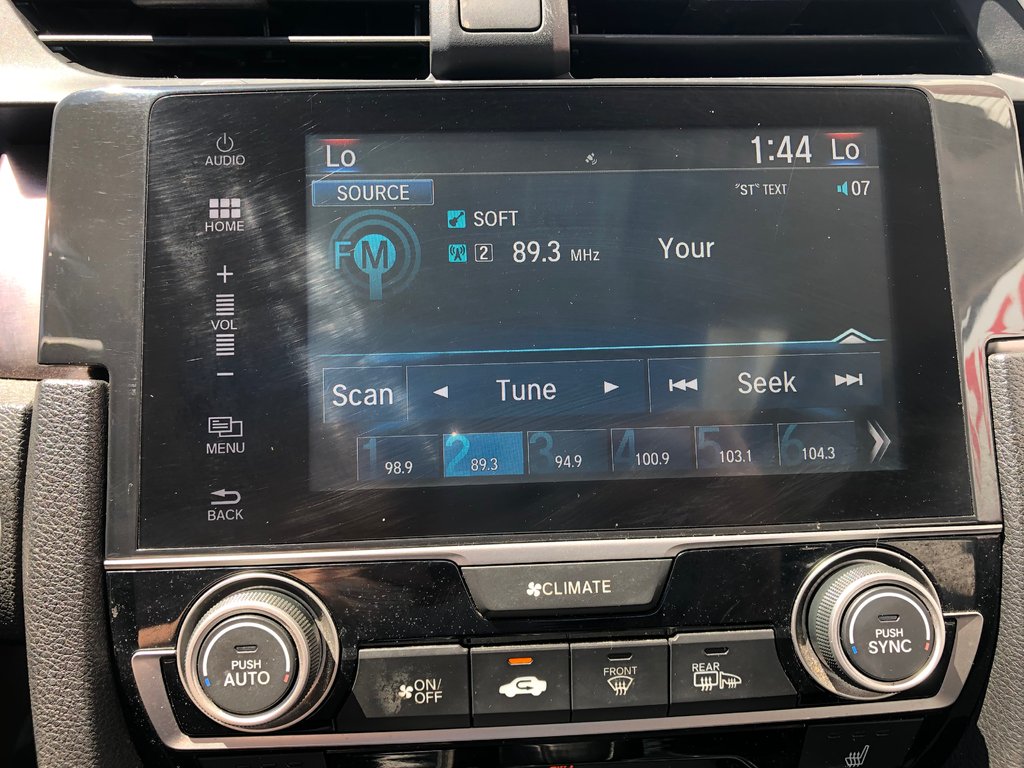 AUDIO
Lo
1:44 Lo
SOURCE
"ST" TEXT
07
HOME
SOFT
FM
2 89.3 MHz
Your
+
VOL
-
Scan
Tune
Seek
MENU
1 98.9
2 89.3
3 94.9
4 100.9
5 103.1
6 104.3
BACK
CLIMATE
PUSH
AUTO
ON/
OFF
FRONT
REAR
PUSH
SYNC